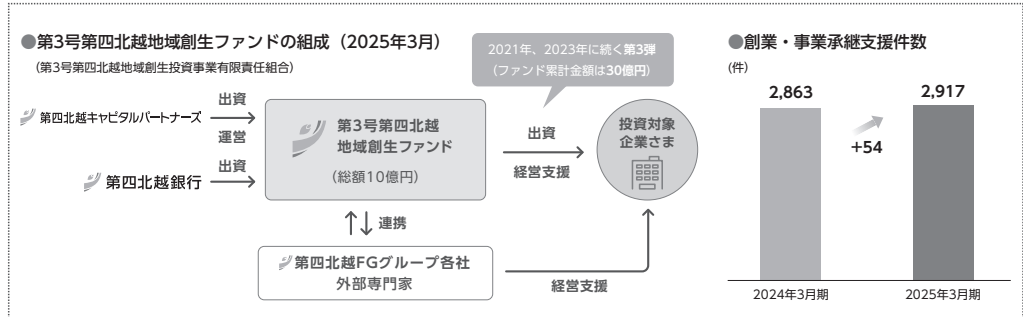 ●第3号第四北越地域創生ファンドの組成（2025年3月）
（第3号第四北越地域創生投資事業有限責任組合）
2021年、2023年に続く第3弾
（ファンド累計金額は30億円）
第四北越キャピタルパートナーズ
出資
運営
第四北越銀行
出資
第3号第四北越
地域創生ファンド
（総額10億円）
出資
経営支援
投資対象
企業さま
連携
第四北越FGグループ各社
外部専門家
経営支援
●創業・事業承継支援件数
(件)
2,863
2,917
+54
2024年3月期
2025年3月期